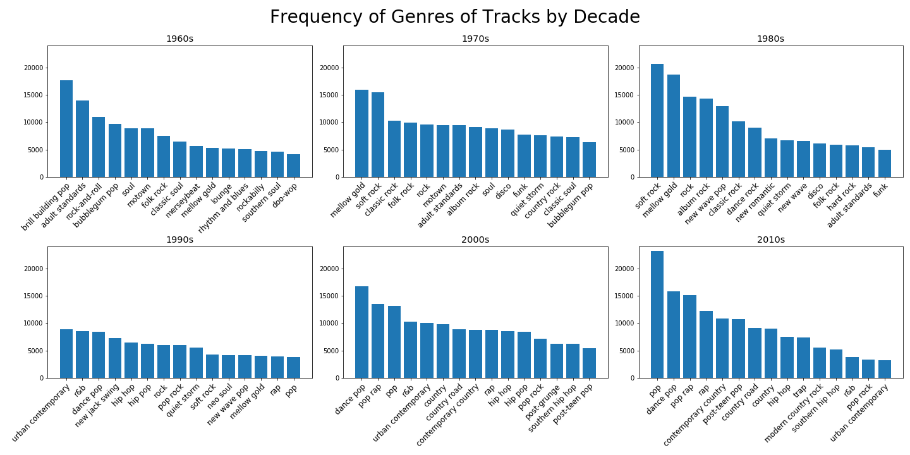 Frequency of Genres of Tracks by Decade
1960s
20000
15000
10000
5000
0
brill building pop
adult standards
rock-and-roll
bubblegum pop
soul
motown
folk rock
classic soul
merseybeat
mellow gold
lounge
rhythm and blues
rockabilly
southern soul
doo-wop
1970s
20000
15000
10000
5000
0
mellow gold
soft rock
classic rock
folk rock
rock
motown
adult standards
album rock
soul
disco
funk
quiet storm
country rock
classic soul
bubblegum pop
1980s
20000
15000
10000
5000
0
soft rock
mellow gold
rock
album rock
new wave pop
classic rock
dance rock
new romantic
quiet storm
new wave
disco
folk rock
hard rock
adult standards
funk
1990s
20000
15000
10000
5000
0
urban contemporary
r&b
dance pop
new jack swing
hip hop
hip pop
rock
pop rock
quiet storm
soft rock
neo soul
new wave pop
mellow gold
rap
pop
2000s
20000
15000
10000
5000
0
dance pop
pop rap
pop
r&b
urban contemporary
country
country road
contemporary country
rap
hip hop
hip pop
pop rock
post-grunge
southern hip hop
post-teen pop
2010s
20000
15000
10000
5000
0
pop
dance pop
pop rap
rap
contemporary country
post-teen pop
country road
country
hip hop
trap
modern country rock
southern hip hop
r&b
pop rock
urban contemporary